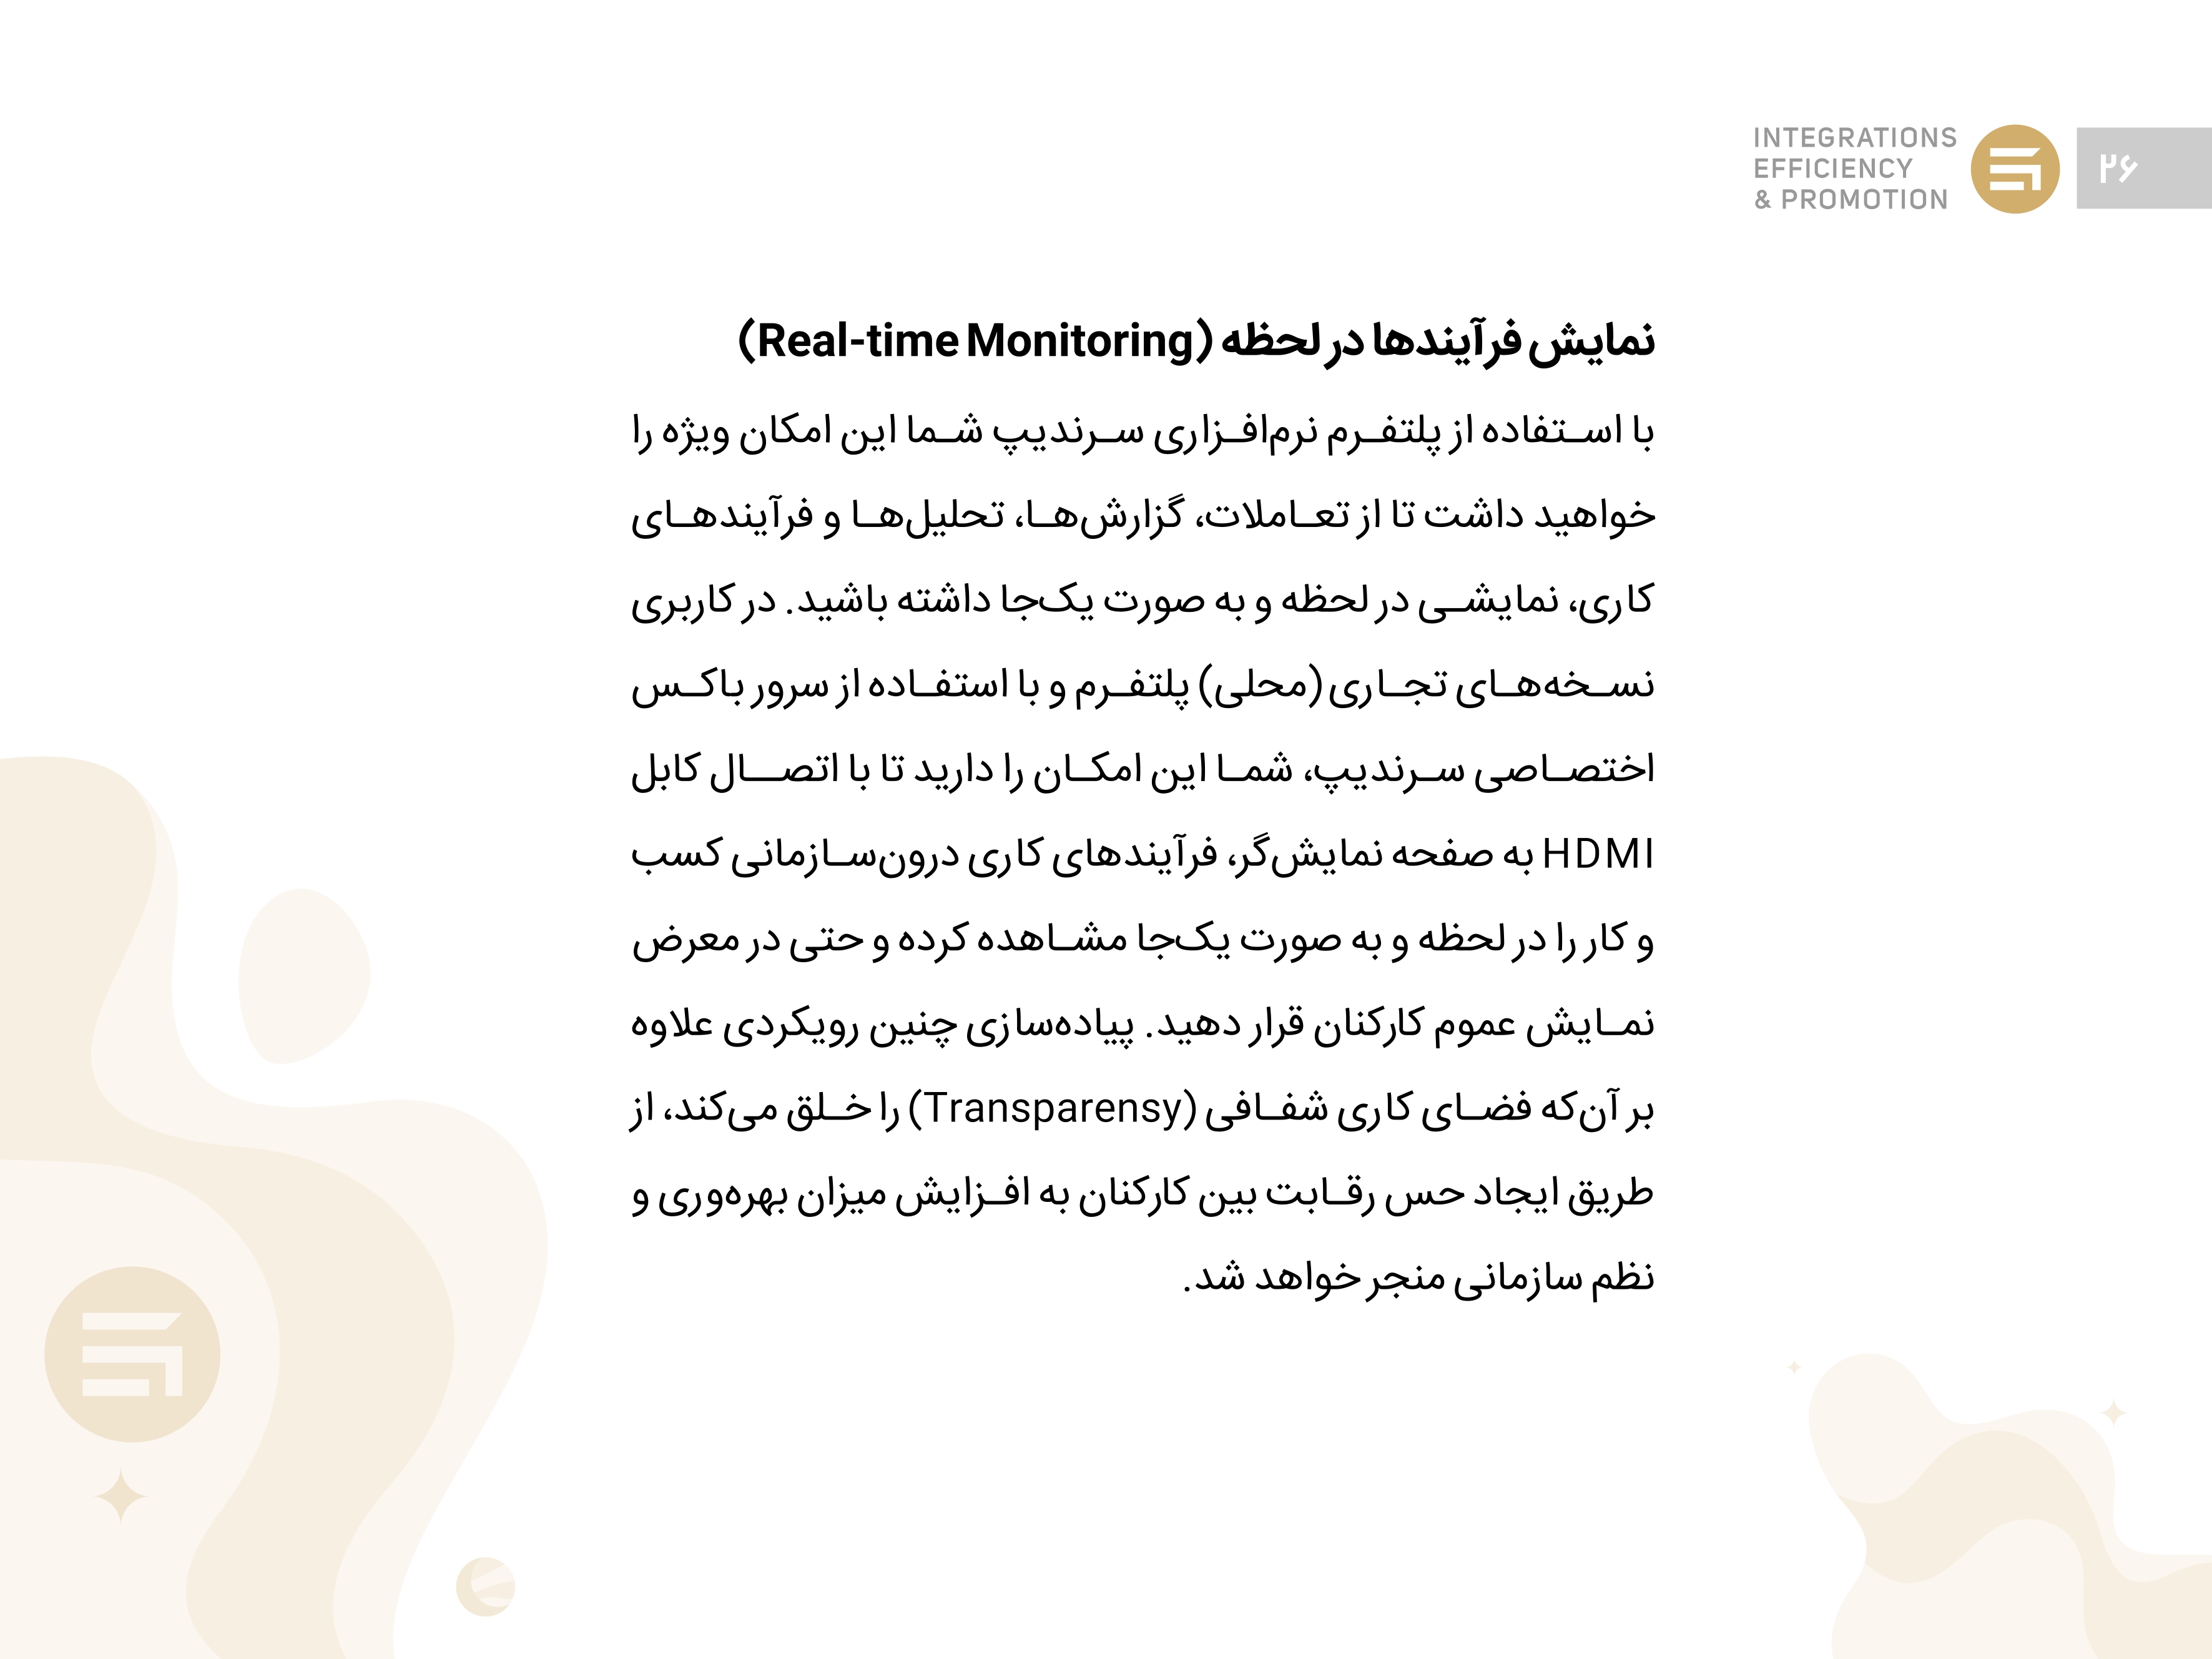 INTEGRATIONS
EFFICIENCY
& PROMOTION
۲۶
نمایش فرآیندها در لحظه (Real-time Monitoring)
با استفاده از پلتفرم نرم‌افزاری سرندیپ شما این امکان ویژه را
خواهید داشت تا از تعاملات، گزارش‌ها، تحلیل‌ها و فرآیندهای
کاری، نمایشی در لحظه و به صورت یک‌جا داشته باشید. در کاربری
نسخه‌های تجاری (محلی) پلتفرم و با استفاده از سرور باکس
اختصاصی سرندیپ، شما این امکان را دارید تا با اتصال کابل
HDMI به صفحه نمایش‌گر، فرآیندهای کاری درون‌سازمانی کسب
و کار را در لحظه و به صورت یک‌جا مشاهده کرده و حتی در معرض
نمایش عموم کارکنان قرار دهید. پیاده‌سازی چنین رویکردی علاوه
بر آن‌که فضای کاری شفافی (Transparensy) را خلق می‌کند، از
طریق ایجاد حس رقابت بین کارکنان به افزایش میزان بهره‌وری و
نظم سازمانی منجر خواهد شد.